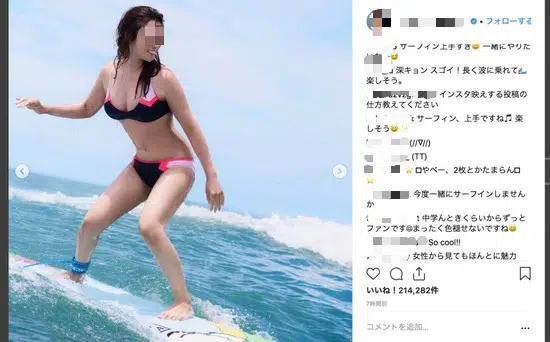 • フォローする
サーフィン上手すぎ😄 一緒にやりた
深キョン スゴイ！長く波に乗れて🌊
楽しそう。
インスタ映えする投稿の
仕方教えてください
サーフィン、上手ですね🎵 楽
しそう😆✨
(//∇//)
(TT)
ロやべー、2枚とかたまらんロ
今度一緒にサーフインしません
か
中学んときくらいからずっと
ファンです😄まったく色褪せないですね😆
So cool!!
女性から見てもほんとに魅力
いいね！214,282件
7時間前
コメントを追加...